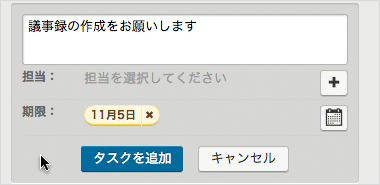 議事録の作成をお願いします
担当： 担当を選択してください
期限： 11月5日
タスクを追加 キャンセル